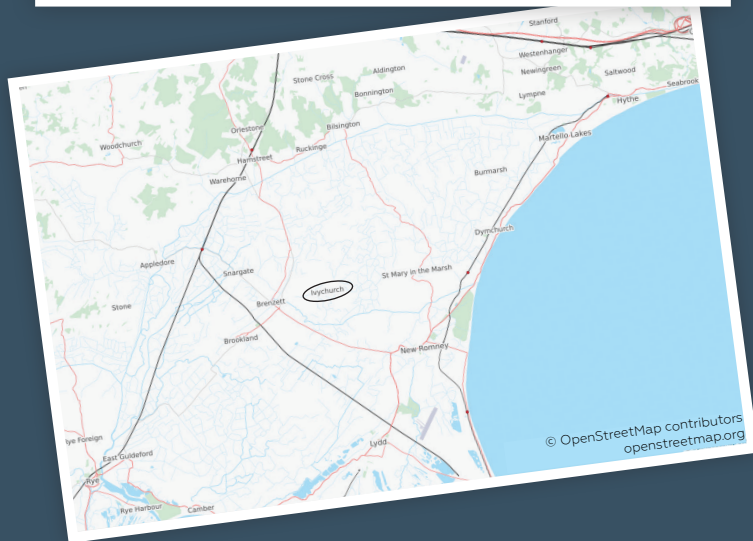 Stanford
Westenhanger
Newingreen
Saltwood
Aldington
Stone Cross
Bonnington
Lympne
Seabrook
Hythe
Orlestone
Bilsington
Martello Lakes
Woodchurch
Ruckinge
Hamstreet
Warehorne
Burmarsh
Dymchurch
Appledore
Snargate
St Mary in the Marsh
Ivychurch
Stone
Brenzett
Brookland
New Romney
Lydd
Rye Foreign
East Guldeford
Rye
Rye Harbour
Camber
© OpenStreetMap contributors
openstreetmap.org